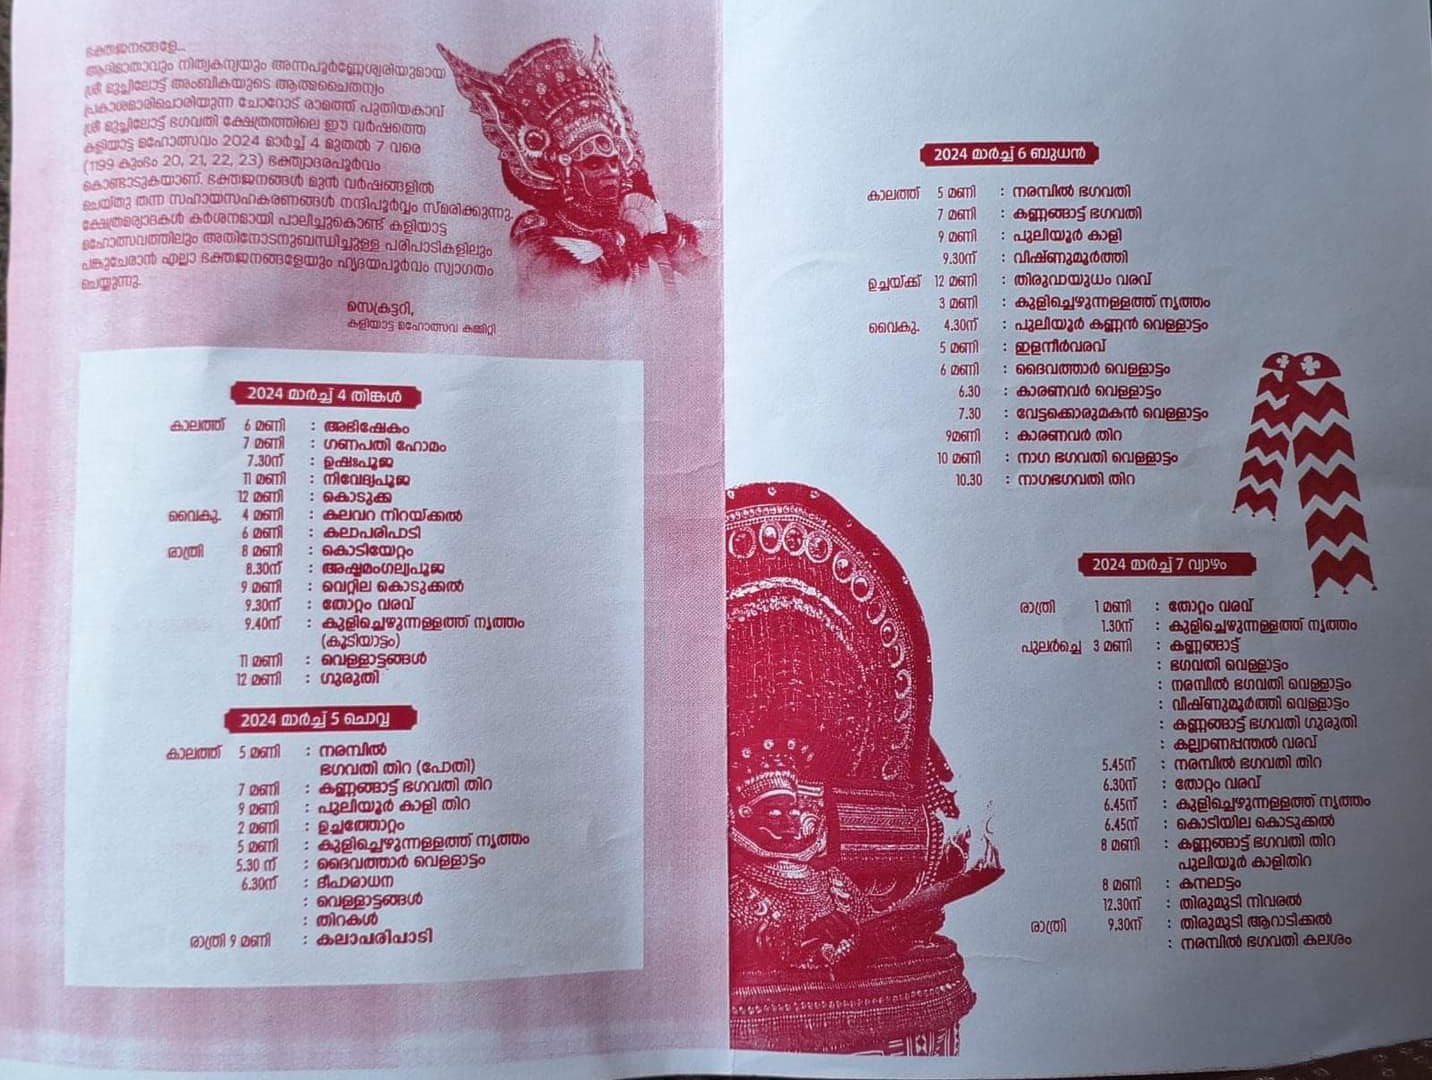 ഭക്തജനങ്ങളേ...
ആദിമാതാവും നിത്യകന്യയും അന്നപൂർണ്ണേശ്വരിയുമായ
ശ്രീ മുച്ചിലോട്ട് അംബികയുടെ ആത്മചൈതന്യം
പ്രകാശമാരിചൊരിയുന്ന ചോറോട് രാമത്ത് പുതിയകാവ്
ശ്രീ മുച്ചിലോട്ട് ഭഗവതി ക്ഷേത്രത്തിലെ ഈ വർഷത്തെ
കളിയാട്ട മഹോത്സവം 2024 മാർച്ച് 4 മുതൽ 7 വരെ
(1199 കുംഭം 20, 21, 22, 23) ഭക്ത്യാദരപൂർവം
കൊണ്ടാടുകയാണ്. ഭക്തജനങ്ങൾ മുൻ വർഷങ്ങളിൽ
ചെയ്തു തന്ന സഹായസഹകരണങ്ങൾ നന്ദിപൂർവ്വം സ്മരിക്കുന്നു.
ക്ഷേത്രമര്യാദകൾ കർശനമായി പാലിച്ചുകൊണ്ട് കളിയാട്ട
മഹോത്സവത്തിലും അതിനോടനുബന്ധിച്ചുള്ള പരിപാടികളിലും
പങ്കുചേരാൻ എല്ലാ ഭക്തജനങ്ങളേയും ഹൃദയപൂർവം സ്വാഗതം
ചെയ്യുന്നു.
സെക്രട്ടറി,
കളിയാട്ട മഹോത്സവ കമ്മിറ്റി
2024 മാർച്ച് 4 തിങ്കൾ
കാലത്ത് 6 മണി : അഭിഷേകം
7 മണി : ഗണപതി ഹോമം
7.30ന് : ഉഷഃപൂജ
11 മണി : നിവേദ്യപൂജ
12 മണി : കൊടുക്ക
വൈകു. 4 മണി : കലവറ നിറയ്ക്കൽ
6 മണി : കലാപരിപാടി
രാത്രി 8 മണി : കൊടിയേറ്റം
8.30ന് : അഷ്ടമംഗല്യപൂജ
9 മണി : വെറ്റില കൊടുക്കൽ
9.30ന് : തോറ്റം വരവ്
9.40ന് : കുളിച്ചെഴുന്നള്ളത്ത് നൃത്തം
(കൂടിയാട്ടം)
11 മണി : വെള്ളാട്ടങ്ങൾ
12 മണി : ഗുരുതി
2024 മാർച്ച് 5 ചൊവ്വ
കാലത്ത് 5 മണി : നരമ്പിൽ
ഭഗവതി തിറ (പോതി)
7 മണി : കണ്ണങ്ങാട്ട് ഭഗവതി തിറ
9 മണി : പുലിയൂർ കാളി തിറ
2 മണി : ഉച്ചത്തോറ്റം
5 മണി : കുളിച്ചെഴുന്നള്ളത്ത് നൃത്തം
5.30 ന് : ദൈവത്താർ വെള്ളാട്ടം
6.30ന് : ദീപാരാധന
: വെള്ളാട്ടങ്ങൾ
: തിറകൾ
രാത്രി 9 മണി : കലാപരിപാടി
2024 മാർച്ച് 6 ബുധൻ
കാലത്ത് 5 മണി : നരമ്പിൽ ഭഗവതി
7 മണി : കണ്ണങ്ങാട്ട് ഭഗവതി
9 മണി : പുലിയൂർ കാളി
9.30ന് : വിഷ്ണുമൂർത്തി
ഉച്ചയ്ക്ക് 12 മണി : തിരുവായുധം വരവ്
3 മണി : കുളിച്ചെഴുന്നള്ളത്ത് നൃത്തം
വൈകു. 4.30ന് : പുലിയൂർ കണ്ണൻ വെള്ളാട്ടം
5 മണി : ഇളനീർവരവ്
6 മണി : ദൈവത്താർ വെള്ളാട്ടം
6.30 : കാരണവർ വെള്ളാട്ടം
7.30 : വേട്ടക്കൊരുമകൻ വെള്ളാട്ടം
9മണി : കാരണവർ തിറ
10 മണി : നാഗ ഭഗവതി വെള്ളാട്ടം
10.30 : നാഗഭഗവതി തിറ
2024 മാർച്ച് 7 വ്യാഴം
രാത്രി 1 മണി : തോറ്റം വരവ്
1.30ന് : കുളിച്ചെഴുന്നള്ളത്ത് നൃത്തം
പുലർച്ചെ 3 മണി : കണ്ണങ്ങാട്ട്
: ഭഗവതി വെള്ളാട്ടം
: നരമ്പിൽ ഭഗവതി വെള്ളാട്ടം
: വിഷ്ണുമൂർത്തി വെള്ളാട്ടം
: കണ്ണങ്ങാട്ട് ഭഗവതി ഗുരുതി
: കല്ല്യാണപ്പന്തൽ വരവ്
5.45ന് : നരമ്പിൽ ഭഗവതി തിറ
6.30ന് : തോറ്റം വരവ്
6.45ന് : കുളിച്ചെഴുന്നള്ളത്ത് നൃത്തം
6.45ന് : കൊടിയില കൊടുക്കൽ
8 മണി : കണ്ണങ്ങാട്ട് ഭഗവതി തിറ
പുലിയൂർ കാളിതിറ
8 മണി : കനലാട്ടം
12.30ന് : തിരുമുടി നിവരൽ
രാത്രി 9.30ന് : തിരുമുടി ആറാടിക്കൽ
: നരമ്പിൽ ഭഗവതി കലശം